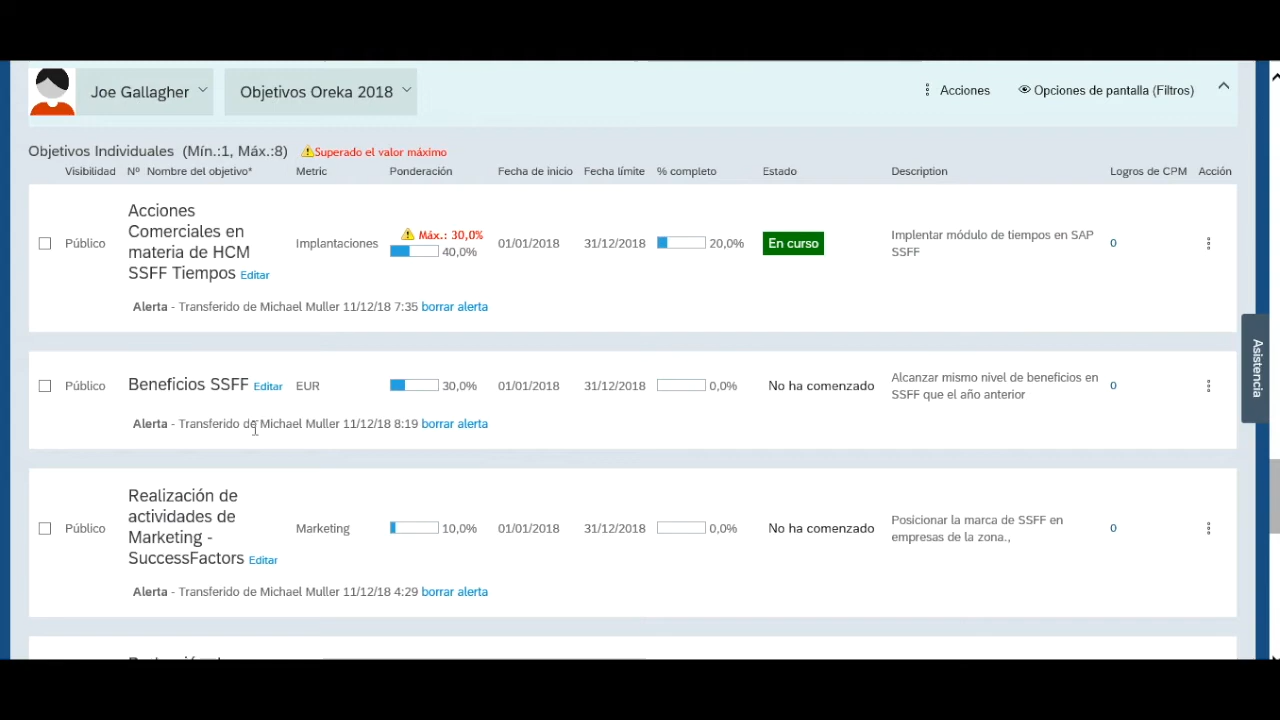 Joe Gallagher Objetivos Oreka 2018 Acciones Opciones de pantalla (Filtros)
Objetivos Individuales (Mín.:1, Máx.:8) Superado el valor máximo
Visibilidad Nº Nombre del objetivo* Metric Ponderación Fecha de inicio Fecha límite % completo Estado Description Logros de CPM Acción
Acciones
Comerciales en
materia de HCM
SSFF Tiempos Editar
Público
Implantaciones
Máx.: 30,0%
40,0%
01/01/2018
31/12/2018
20,0%
En curso
Implentar módulo de tiempos en SAP
SSFF
0
Alerta - Transferido de Michael Muller 11/12/18 7:35 borrar alerta
Público Beneficios SSFF Editar EUR 30,0% 01/01/2018 31/12/2018 0,0% No ha comenzado
Alcanzar mismo nivel de beneficios en
SSFF que el año anterior
0
Alerta - Transferido de Michael Muller 11/12/18 8:19 borrar alerta
Realización de
actividades de
Marketing -
SuccessFactors Editar
Público
Marketing
10,0%
01/01/2018
31/12/2018
0,0%
No ha comenzado
Posicionar la marca de SSFF en
empresas de la zona.,
0
Alerta - Transferido de Michael Muller 11/12/18 4:29 borrar alerta
Asistencia